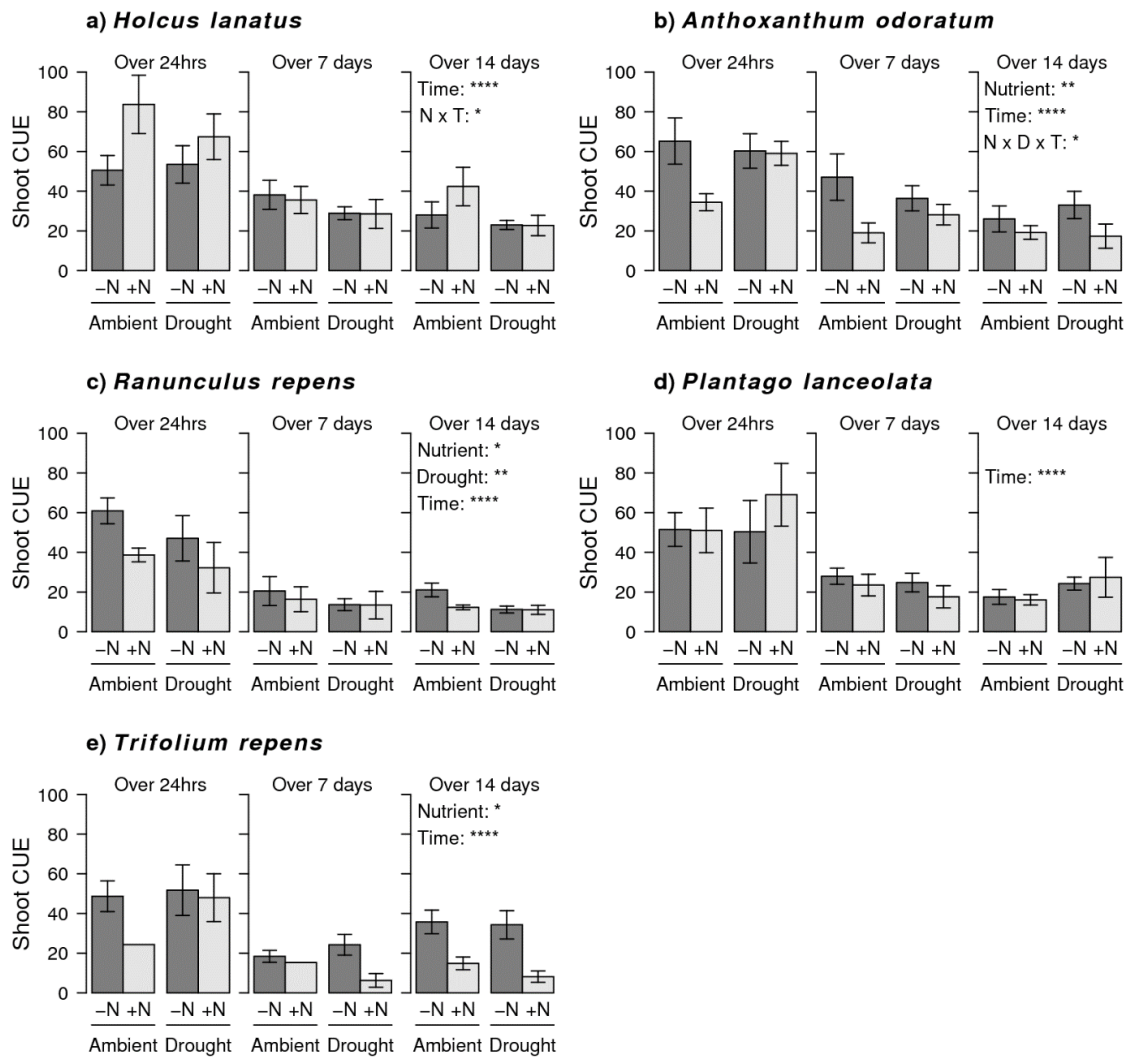 a) Holcus lanatus
Over 24hrs Over 7 days Over 14 days
Shoot CUE
100
80
60
40
20
0
Time: ****
N x T: *
−N +N −N +N −N +N −N +N −N +N −N +N
Ambient Drought Ambient Drought Ambient Drought
b) Anthoxanthum odoratum
Over 24hrs Over 7 days Over 14 days
Shoot CUE
100
80
60
40
20
0
Nutrient: **
Time: ****
N x D x T: *
−N +N −N +N −N +N −N +N −N +N −N +N
Ambient Drought Ambient Drought Ambient Drought
c) Ranunculus repens
Over 24hrs Over 7 days Over 14 days
Shoot CUE
100
80
60
40
20
0
Nutrient: *
Drought: **
Time: ****
−N +N −N +N −N +N −N +N −N +N −N +N
Ambient Drought Ambient Drought Ambient Drought
d) Plantago lanceolata
Over 24hrs Over 7 days Over 14 days
Shoot CUE
100
80
60
40
20
0
Time: ****
−N +N −N +N −N +N −N +N −N +N −N +N
Ambient Drought Ambient Drought Ambient Drought
e) Trifolium repens
Over 24hrs Over 7 days Over 14 days
Shoot CUE
100
80
60
40
20
0
Nutrient: *
Time: ****
−N +N −N +N −N +N −N +N −N +N −N +N
Ambient Drought Ambient Drought Ambient Drought